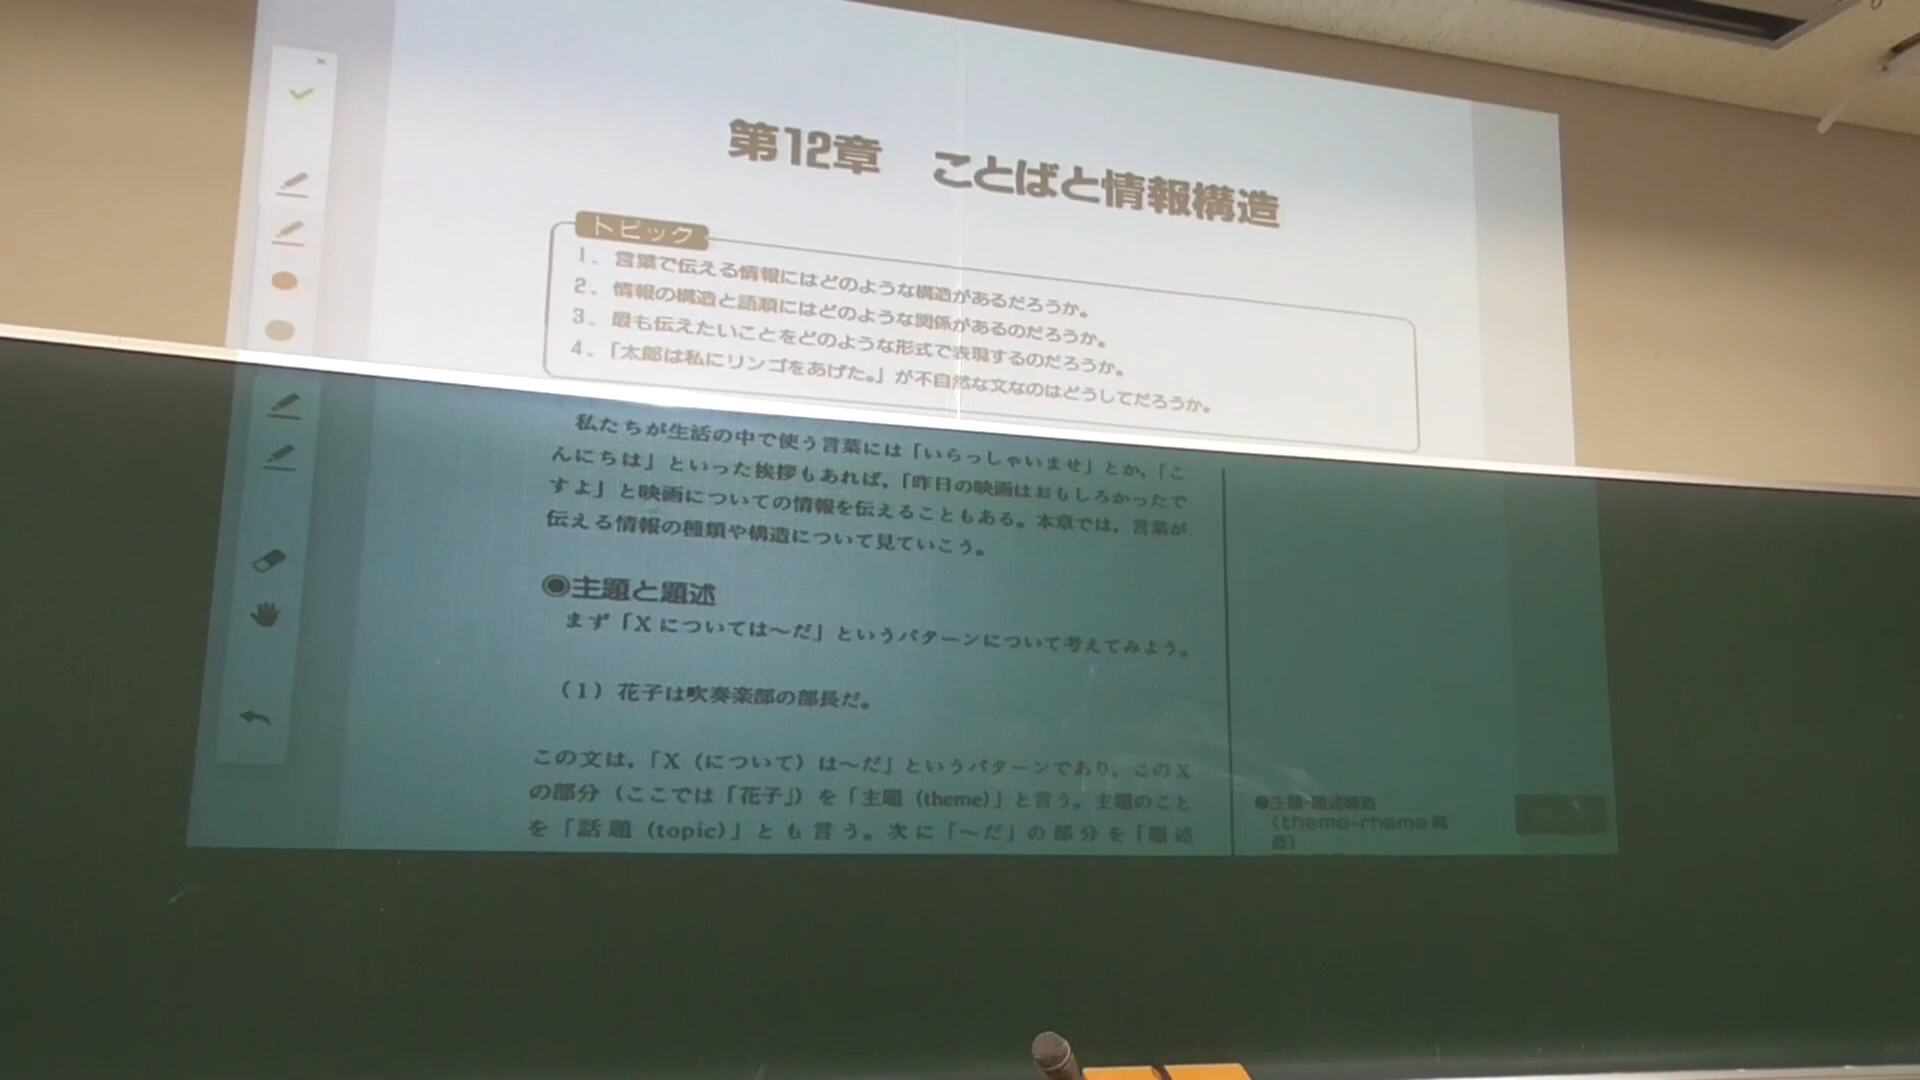 第12章 ことばと情報構造
トピック
1．言葉で伝える情報にはどのような構造があるだろうか。
2．情報の構造と語順にはどのような関係があるのだろうか。
3．最も伝えたいことをどのような形式で表現するのだろうか。
4．「太郎は私にリンゴをあげた。」が不自然な文なのはどうしてだろうか。
私たちが生活の中で使う言葉には「いらっしゃいませ」とか，「こ
んにちは」といった挨拶もあれば，「昨日の映画はおもしろかったで
すよ」と映画についての情報を伝えることもある。本章では，言葉が
伝える情報の種類や構造について見ていこう。
◉主題と題述
まず「X については〜だ」というパターンについて考えてみよう。
（1）花子は吹奏楽部の部長だ。
この文は，「X（について）は〜だ」というパターンであり，このX
の部分（ここでは「花子」）を「主題（theme）」と言う。主題のこと
を「話題（topic）」とも言う。次に「〜だ」の部分を「題述
●主題-題述構造
（theme-rheme 構
造）